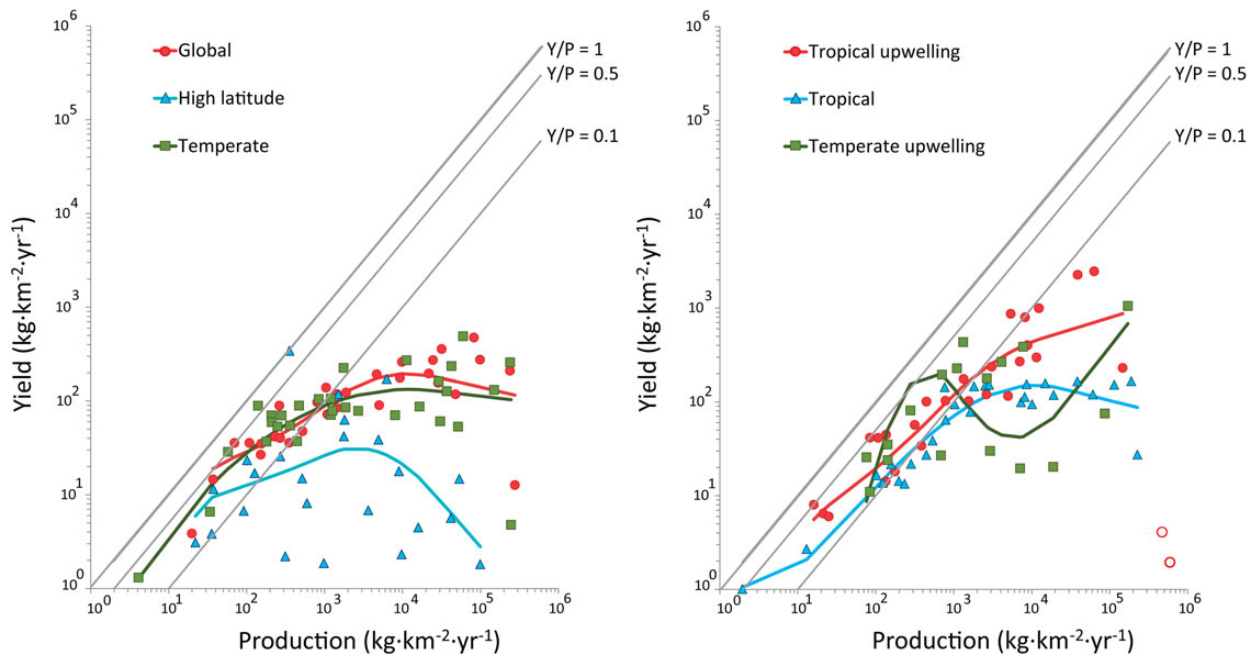 10⁶
10⁵
10⁴
10³
10²
10¹
10⁰
Yield (kg·km⁻²·yr⁻¹)
Global
High latitude
Temperate
Y/P = 1
Y/P = 0.5
Y/P = 0.1
10⁰ 10¹ 10² 10³ 10⁴ 10⁵ 10⁶
Production (kg·km⁻²·yr⁻¹)
10⁶
10⁵
10⁴
10³
10²
10¹
10⁰
Yield (kg·km⁻²·yr⁻¹)
Tropical upwelling
Tropical
Temperate upwelling
Y/P = 1
Y/P = 0.5
Y/P = 0.1
10⁰ 10¹ 10² 10³ 10⁴ 10⁵ 10⁶
Production (kg·km⁻²·yr⁻¹)